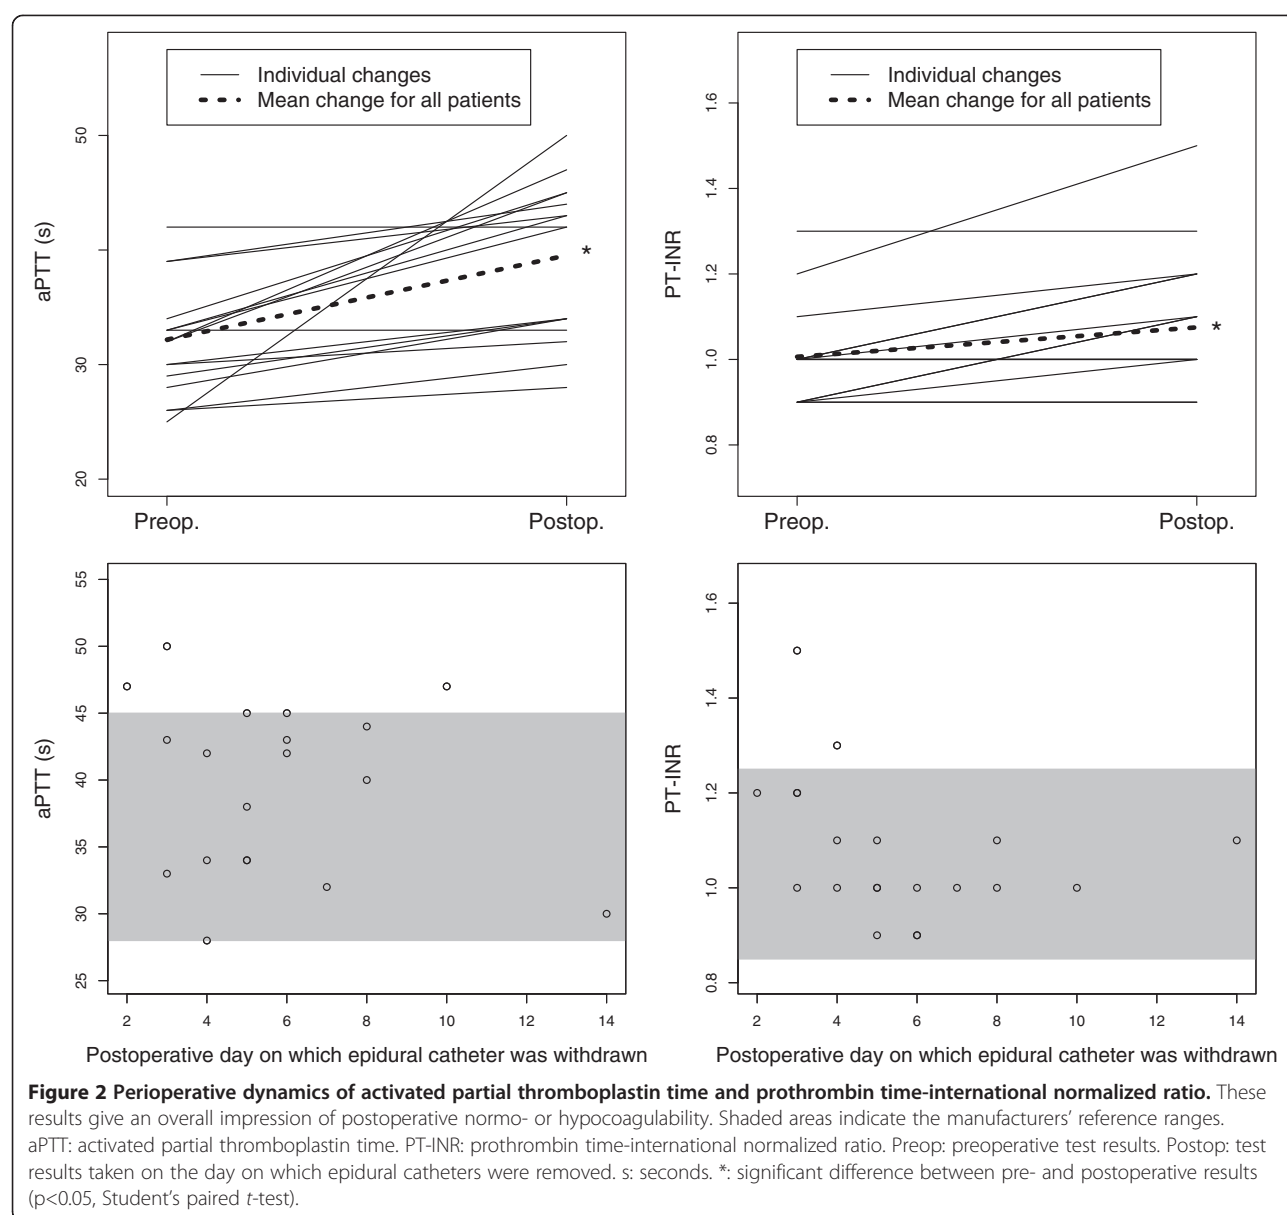 Individual changes
Mean change for all patients
50
30
20
aPTT (s)
*
Preop.
Postop.
Individual changes
Mean change for all patients
1.6
1.4
1.2
1.0
0.8
PT-INR
*
Preop.
Postop.
55
50
45
40
35
30
25
aPTT (s)
2 4 6 8 10 12 14
Postoperative day on which epidural catheter was withdrawn
1.6
1.4
1.2
1.0
0.8
PT-INR
2 4 6 8 10 12 14
Postoperative day on which epidural catheter was withdrawn
Figure 2 Perioperative dynamics of activated partial thromboplastin time and prothrombin time-international normalized ratio. These
results give an overall impression of postoperative normo- or hypocoagulability. Shaded areas indicate the manufacturers’ reference ranges.
aPTT: activated partial thromboplastin time. PT-INR: prothrombin time-international normalized ratio. Preop: preoperative test results. Postop: test
results taken on the day on which epidural catheters were removed. s: seconds. *: significant difference between pre- and postoperative results
(p<0.05, Student’s paired t-test).